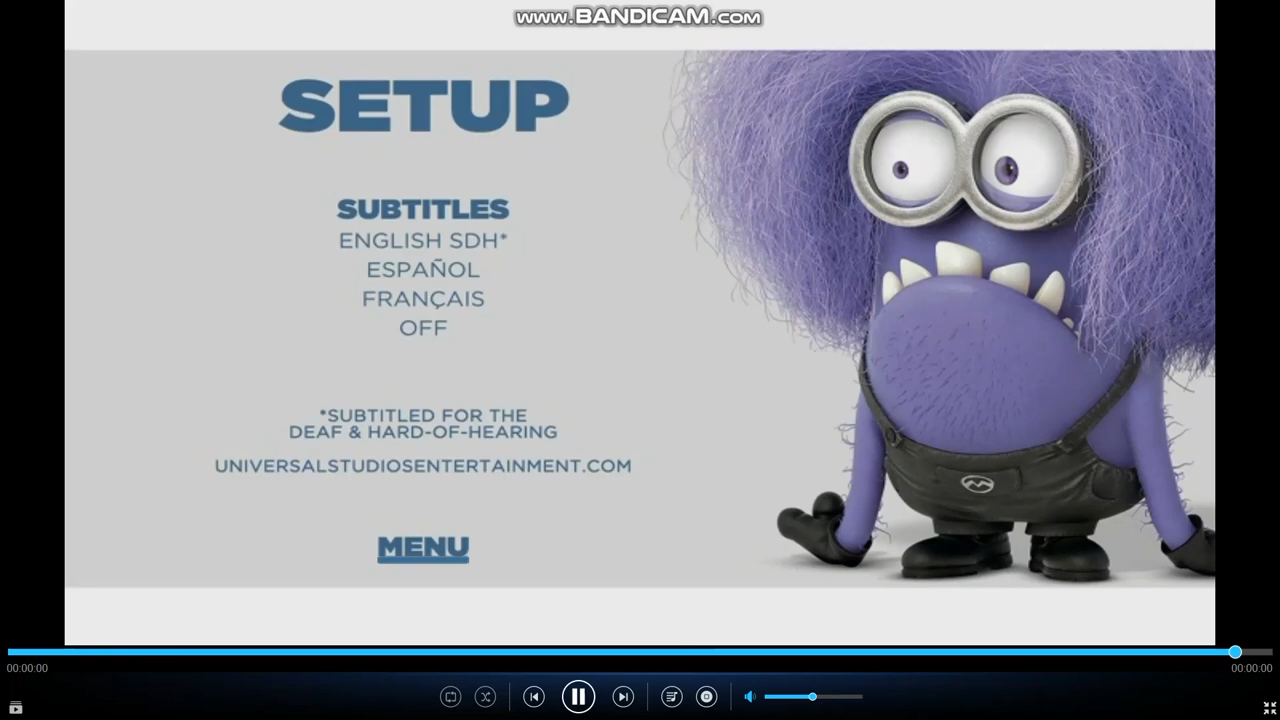 www.BANDICAM.com
SETUP
SUBTITLES
ENGLISH SDH*
ESPAÑOL
FRANÇAIS
OFF
*SUBTITLED FOR THE
DEAF & HARD-OF-HEARING
UNIVERSALSTUDIOSENTERTAINMENT.COM
MENU
00:00:00
00:00:00